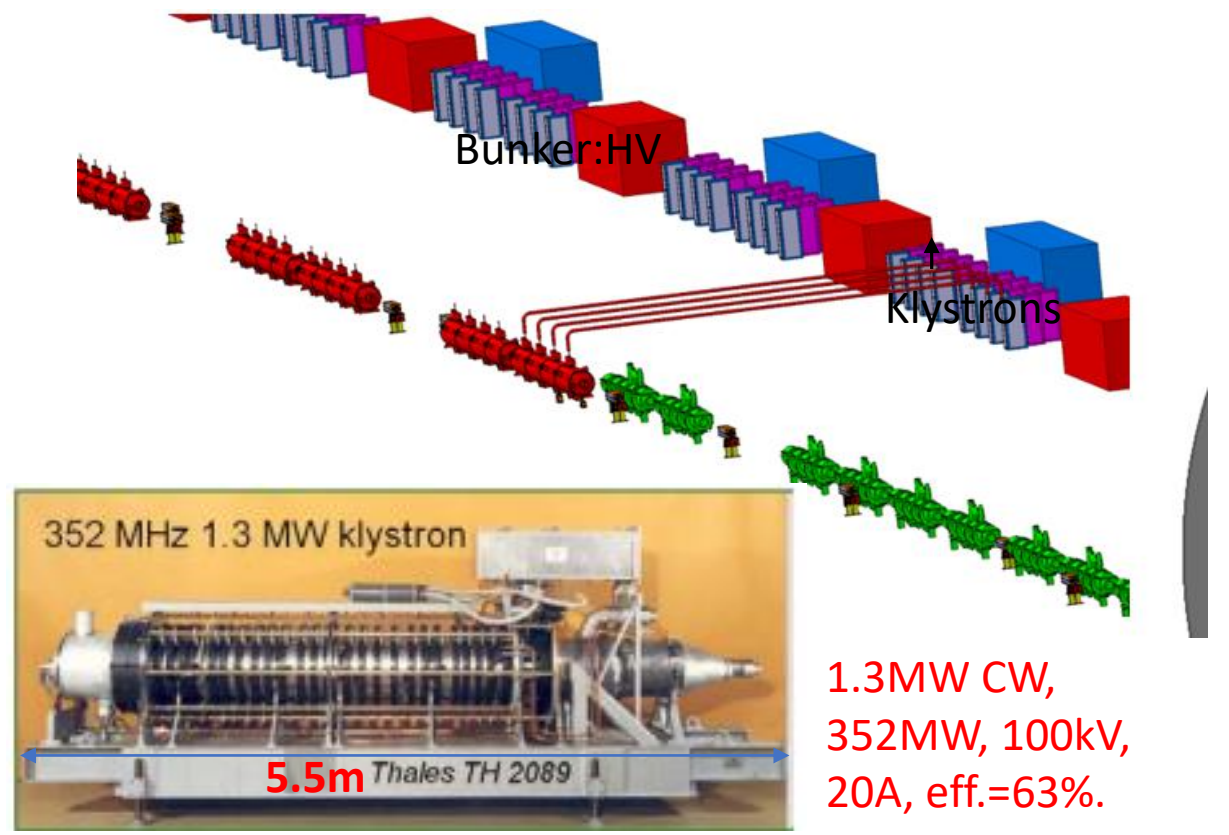 Bunker:HV
Klystrons
352 MHz 1.3 MW klystron
5.5m Thales TH 2089
1.3MW CW,
352MW, 100kV,
20A, eff.=63%.